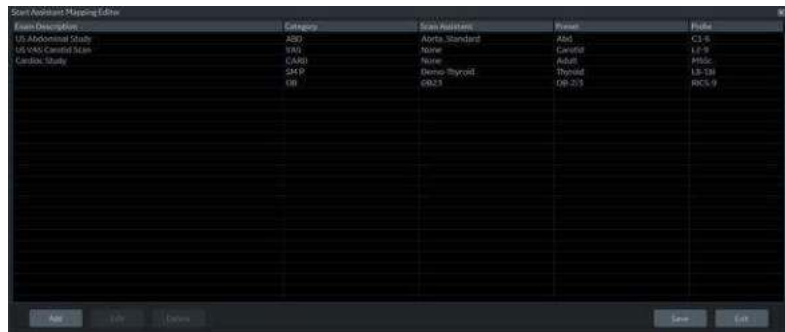 Start Assistant Mapping Editor
Exam Description Category Scan Assistant Preset Probe
US Abdominal Study ABD Aorta_Standard Abd C1-6
US VAS Carotid Scan VAS None Carotid L2-9
Cardiac Study CARD None Adult M5Sc
SM P Demo-Thyroid Thyroid L8-18i
OB OB23 OB-2/3 RIC5-9
Add Edit Delete Save Exit